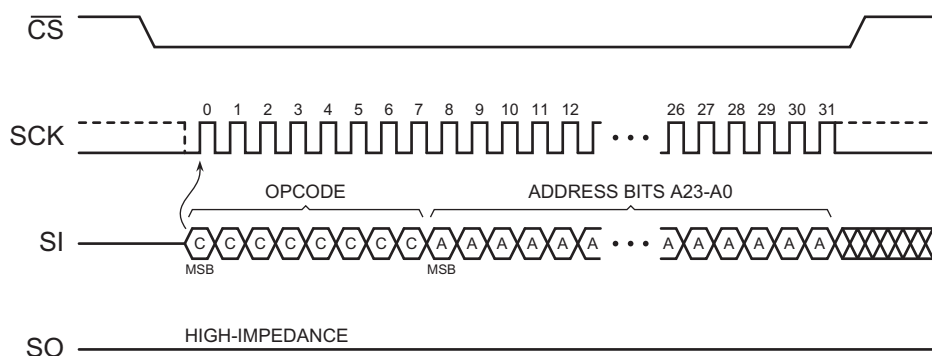 CS
SCK 0 1 2 3 4 5 6 7 8 9 10 11 12 26 27 28 29 30 31
OPCODE ADDRESS BITS A23-A0
SI C C C C C C C C A A A A A A A A A A A A
MSB MSB
HIGH-IMPEDANCE
SO